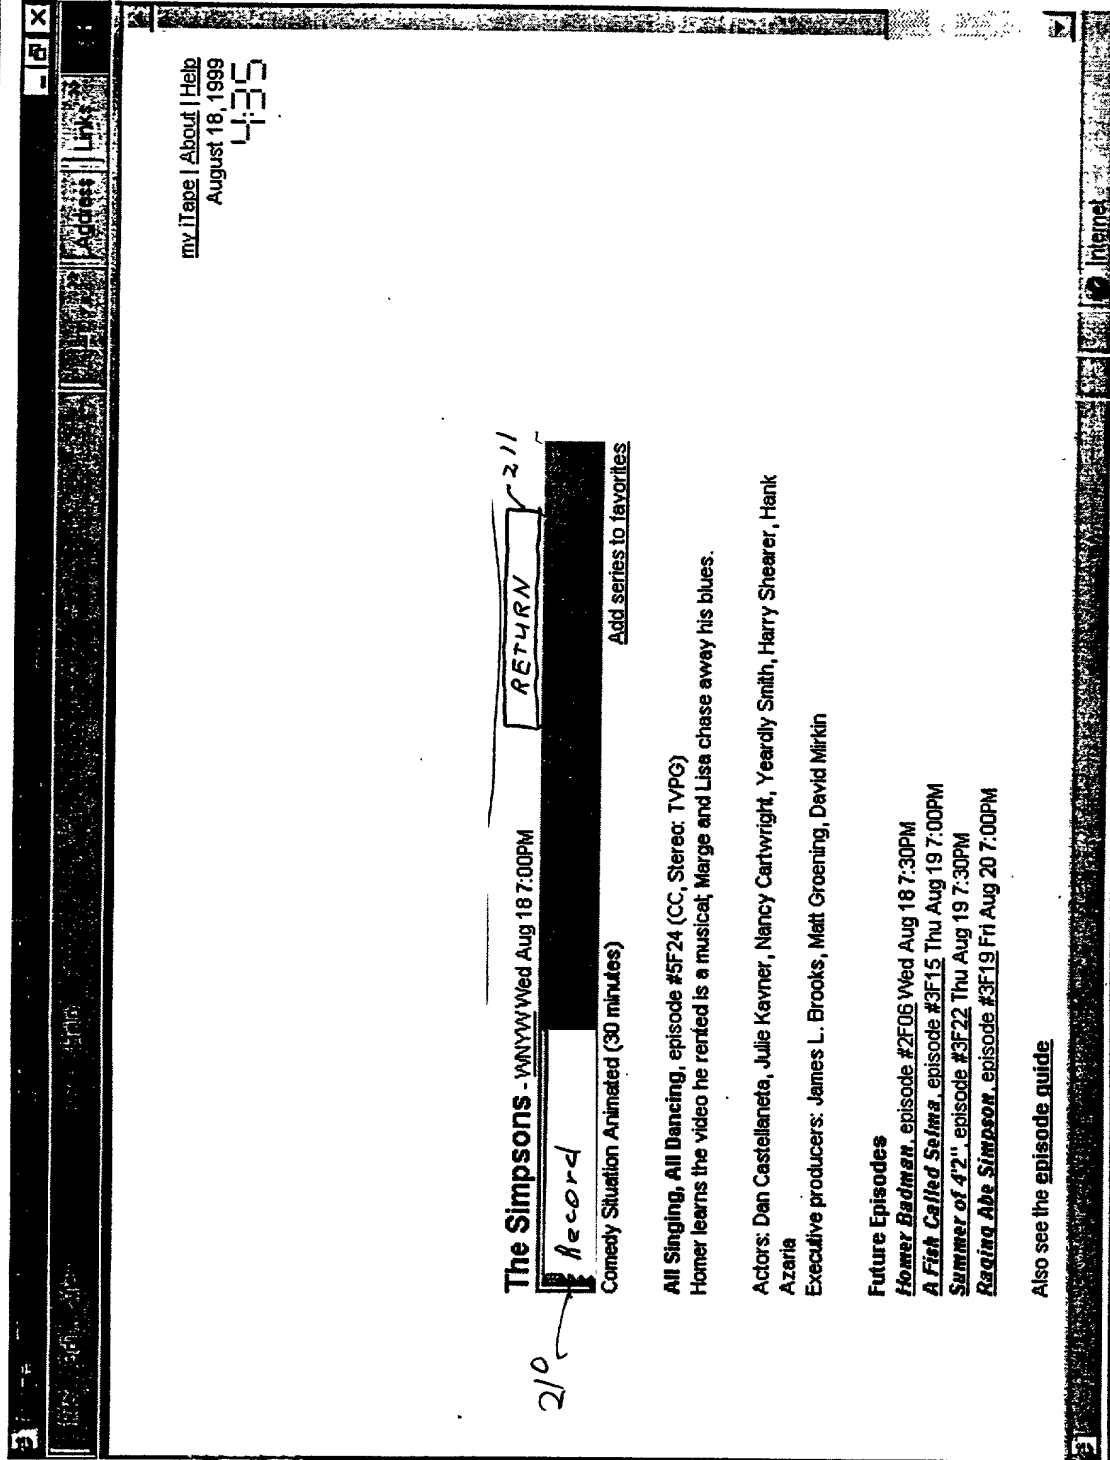 Address Links
my iTape | About | Help
August 18, 1999
4:35
RETURN 211
The Simpsons - WNYW Wed Aug 18 7:00PM
210 Record
Comedy Situation Animated (30 minutes) Add series to favorites
All Singing, All Dancing, episode #5F24 (CC, Stereo: TVPG)
Homer learns the video he rented is a musical; Marge and Lisa chase away his blues.
Actors: Dan Castellaneta, Julie Kavner, Nancy Cartwright, Yeardly Smith, Harry Shearer, Hank
Azaria
Executive producers: James L. Brooks, Matt Groening, David Mirkin
Future Episodes
Homer Badman, episode #2F06 Wed Aug 18 7:30PM
A Fish Called Selma, episode #3F15 Thu Aug 19 7:00PM
Summer of 4'2", episode #3F22 Thu Aug 19 7:30PM
Raging Abe Simpson, episode #3F19 Fri Aug 20 7:00PM
Also see the episode guide
Internet